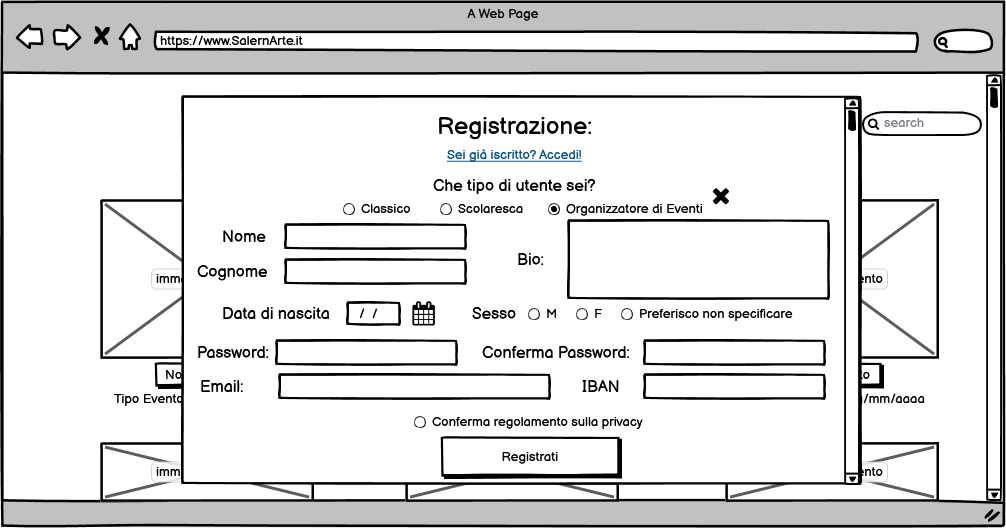 A Web Page
https://www.SalernArte.it
search
Registrazione:
Sei già iscritto? Accedi!
Che tipo di utente sei?
Classico Scolaresca Organizzatore di Eventi
Nome
Bio:
Cognome
Data di nascita / / Sesso M F Preferisco non specificare
Password: Conferma Password:
Email: IBAN
Conferma regolamento sulla privacy
Registrati
imm
ento
No
to
Tipo Evento
/mm/aaaa
imm
ento